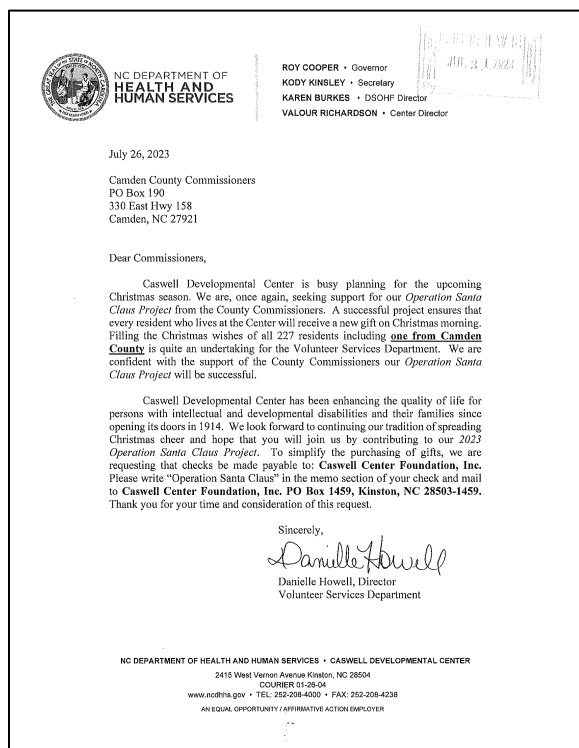 NC DEPARTMENT OF
HEALTH AND
HUMAN SERVICES
ROY COOPER • Governor
KODY KINSLEY • Secretary
KAREN BURKES • DSOHF Director
VALOUR RICHARDSON • Center Director
July 26, 2023
Camden County Commissioners
PO Box 190
330 East Hwy 158
Camden, NC 27921
Dear Commissioners,
Caswell Developmental Center is busy planning for the upcoming
Christmas season. We are, once again, seeking support for our Operation Santa
Claus Project from the County Commissioners. A successful project ensures that
every resident who lives at the Center will receive a new gift on Christmas morning.
Filling the Christmas wishes of all 227 residents including one from Camden
County is quite an undertaking for the Volunteer Services Department. We are
confident with the support of the County Commissioners our Operation Santa
Claus Project will be successful.
Caswell Developmental Center has been enhancing the quality of life for
persons with intellectual and developmental disabilities and their families since
opening its doors in 1914. We look forward to continuing our tradition of spreading
Christmas cheer and hope that you will join us by contributing to our 2023
Operation Santa Claus Project. To simplify the purchasing of gifts, we are
requesting that checks be made payable to: Caswell Center Foundation, Inc.
Please write “Operation Santa Claus” in the memo section of your check and mail
to Caswell Center Foundation, Inc. PO Box 1459, Kinston, NC 28503-1459.
Thank you for your time and consideration of this request.
Sincerely,
Danielle Howell
Danielle Howell, Director
Volunteer Services Department
NC DEPARTMENT OF HEALTH AND HUMAN SERVICES • CASWELL DEVELOPMENTAL CENTER
2415 West Vernon Avenue Kinston, NC 28504
COURIER 01-26-04
www.ncdhhs.gov • TEL: 252-208-4000 • FAX: 252-208-4238
AN EQUAL OPPORTUNITY / AFFIRMATIVE ACTION EMPLOYER